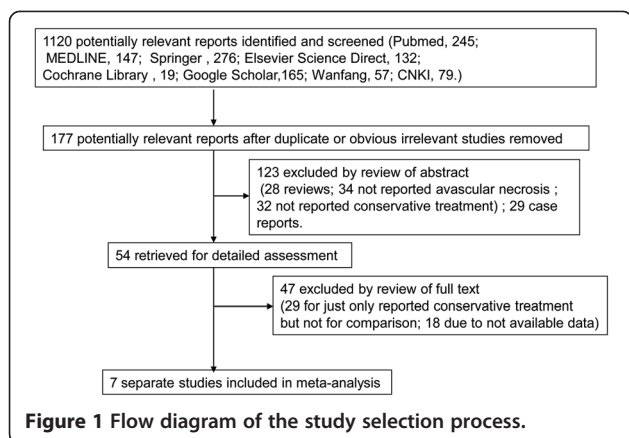 1120 potentially relevant reports identified and screened (Pubmed, 245;
MEDLINE, 147; Springer , 276; Elsevier Science Direct, 132;
Cochrane Library , 19; Google Scholar,165; Wanfang, 57; CNKI, 79.)
177 potentially relevant reports after duplicate or obvious irrelevant studies removed
123 excluded by review of abstract
(28 reviews; 34 not reported avascular necrosis ;
32 not reported conservative treatment) ; 29 case
reports.
54 retrieved for detailed assessment
47 excluded by review of full text
(29 for just only reported conservative treatment
but not for comparison; 18 due to not available data)
7 separate studies included in meta-analysis
Figure 1 Flow diagram of the study selection process.